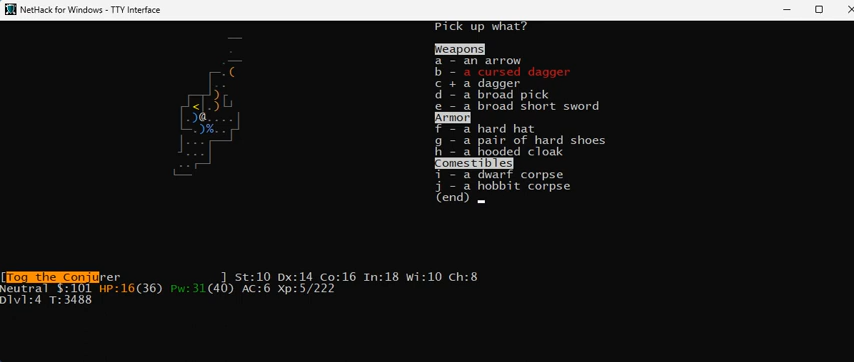 NetHack for Windows - TTY Interface
Pick up what?
Weapons
a - an arrow
b - a cursed dagger
c + a dagger
d - a broad pick
e - a broad short sword
Armor
f - a hard hat
g - a pair of hard shoes
h - a hooded cloak
Comestibles
i - a dwarf corpse
j - a hobbit corpse
(end)
[Tog the Conjurer ] St:10 Dx:14 Co:16 In:18 Wi:10 Ch:8
Neutral $:101 HP:16(36) Pw:31(40) AC:6 Xp:5/222
Dlvl:4 T:3488